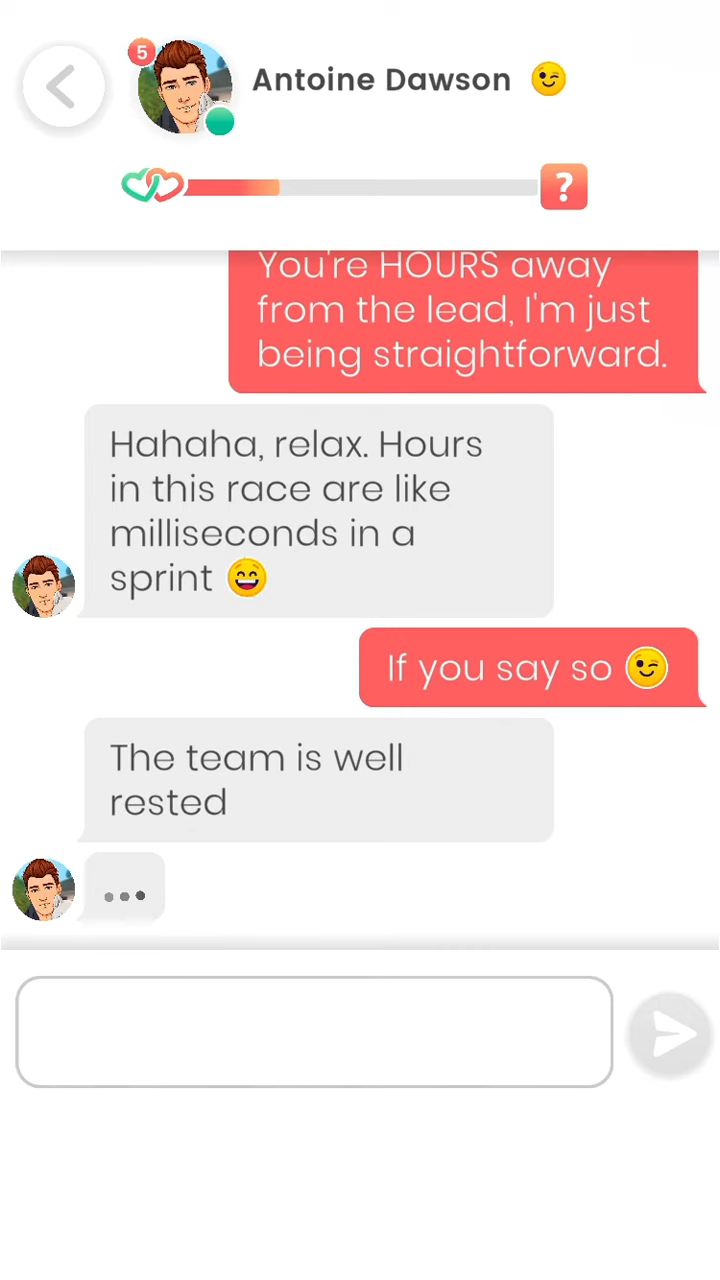 5
Antoine Dawson 😉
?
You're HOURS away
from the lead, I'm just
being straightforward.
Hahaha, relax. Hours
in this race are like
milliseconds in a
sprint 😄
If you say so 😉
The team is well
rested
...